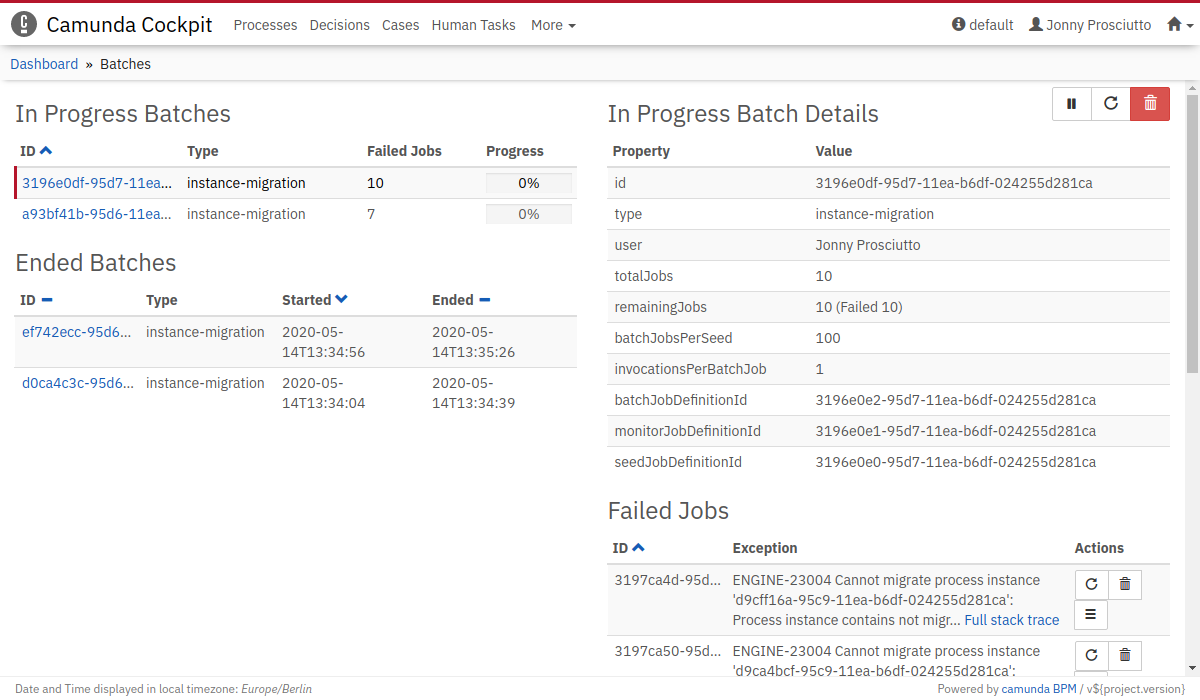 Camunda Cockpit Processes Decisions Cases Human Tasks More default Jonny Prosciutto
Dashboard » Batches
In Progress Batches
ID Type Failed Jobs Progress
3196e0df-95d7-11ea... instance-migration 10 0%
a93bf41b-95d6-11ea... instance-migration 7 0%
Ended Batches
ID Type Started Ended
ef742ecc-95d6... instance-migration 2020-05- 2020-05-
14T13:34:56 14T13:35:26
d0ca4c3c-95d6... instance-migration 2020-05- 2020-05-
14T13:34:04 14T13:34:39
In Progress Batch Details
Property Value
id 3196e0df-95d7-11ea-b6df-024255d281ca
type instance-migration
user Jonny Prosciutto
totalJobs 10
remainingJobs 10 (Failed 10)
batchJobsPerSeed 100
invocationsPerBatchJob 1
batchJobDefinitionId 3196e0e2-95d7-11ea-b6df-024255d281ca
monitorJobDefinitionId 3196e0e1-95d7-11ea-b6df-024255d281ca
seedJobDefinitionId 3196e0e0-95d7-11ea-b6df-024255d281ca
Failed Jobs
ID Exception Actions
3197ca4d-95d... ENGINE-23004 Cannot migrate process instance
'd9cff16a-95c9-11ea-b6df-024255d281ca':
Process instance contains not migr... Full stack trace
3197ca50-95d... ENGINE-23004 Cannot migrate process instance
'd9ca4bcf-95c9-11ea-b6df-024255d281ca':
Date and Time displayed in local timezone: Europe/Berlin
Powered by camunda BPM / v${project.version}